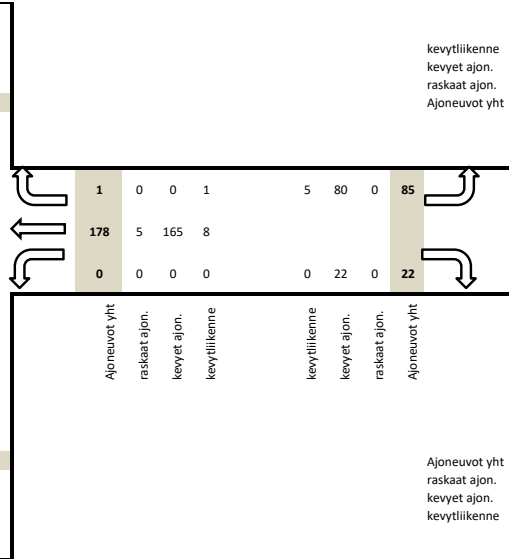 kevytliikenne
kevyet ajon.
raskaat ajon.
Ajoneuvot yht
1 0 0 1 5 80 0 85
178 5 165 8
0 0 0 0 0 22 0 22
Ajoneuvot yht
raskaat ajon.
kevyet ajon.
kevytliikenne
kevytliikenne
kevyet ajon.
raskaat ajon.
Ajoneuvot yht
Ajoneuvot yht
raskaat ajon.
kevyet ajon.
kevytliikenne